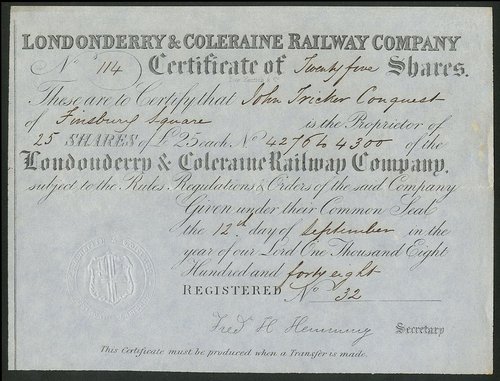 LONDONDERRY & COLERAINE RAILWAY COMPANY
No 114 Certificate of Twenty five Shares.
These are to Certify that John Tricker Conquest
of Finsbury Square is the Proprietor of
25 SHARES of £25 each No 4276 to 4300 of the
Londonderry & Coleraine Railway Company.
subject to the Rules Regulations & Orders of the said Company
Given under their Common Seal
the 12th day of September in the
year of our Lord One Thousand Eight
Hundred and forty eight
REGISTERED No 32
Fred H Hemming Secretary
This Certificate must be produced when a Transfer is made.